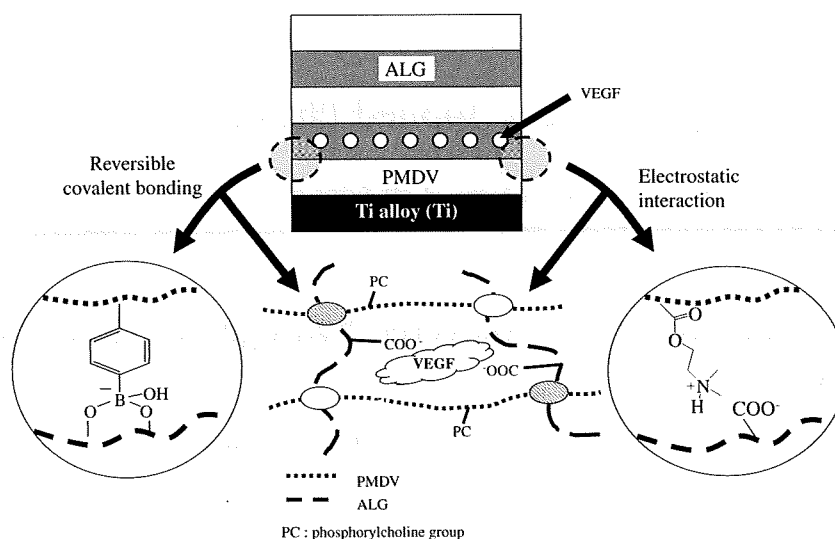 ALG
VEGF
PMDV
Ti alloy (Ti)
Reversible
covalent bonding
Electrostatic
interaction
PC
COO-
VEGF
-OOC
PC
− B OH
O O
O
O
+N
H
COO-
PMDV
ALG
PC : phosphorylcholine group